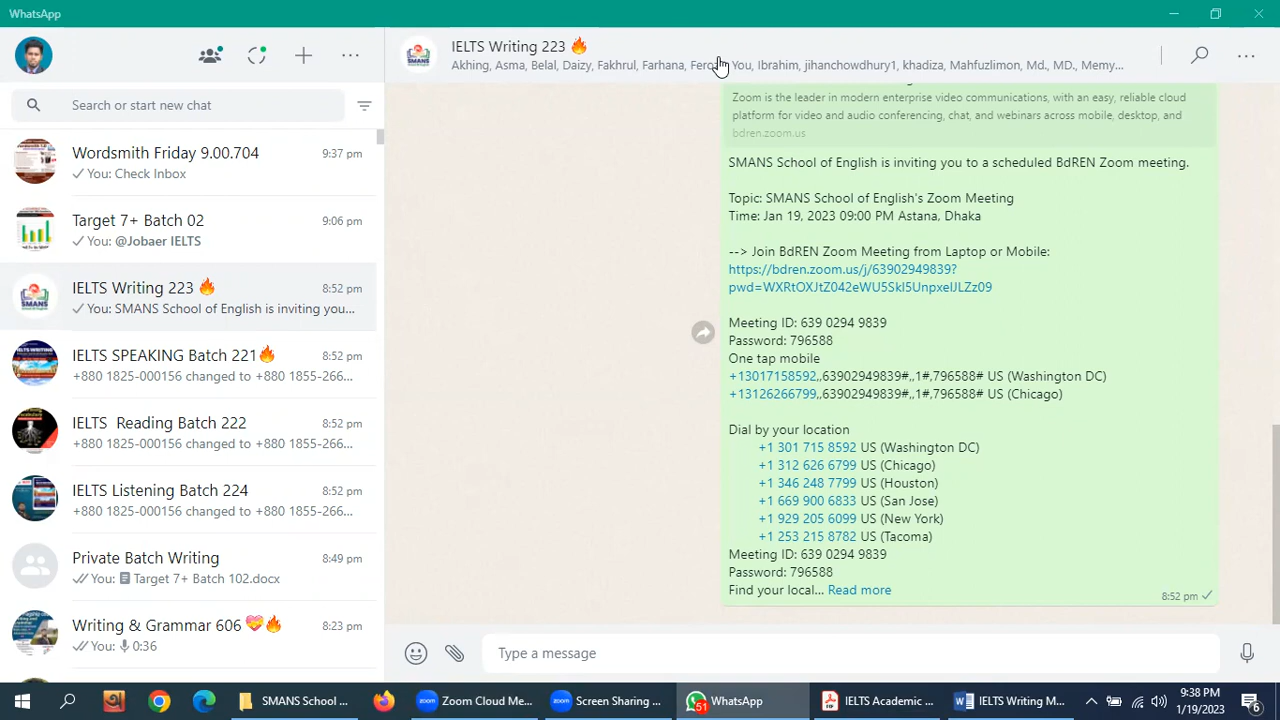 WhatsApp
Search or start new chat
Wordsmith Friday 9.00.704
9:37 pm
You: Check Inbox
Target 7+ Batch 02
9:06 pm
You: @Jobaer IELTS
IELTS Writing 223 🔥
8:52 pm
You: SMANS School of English is inviting you...
IELTS SPEAKING Batch 221🔥
8:52 pm
+880 1825-000156 changed to +880 1855-266...
IELTS Reading Batch 222
8:52 pm
+880 1825-000156 changed to +880 1855-266...
IELTS Listening Batch 224
8:52 pm
+880 1825-000156 changed to +880 1855-266...
Private Batch Writing
8:49 pm
You: Target 7+ Batch 102.docx
Writing & Grammar 606 💝🔥
8:23 pm
You: 0:36
IELTS Writing 223 🔥
Akhing, Asma, Belal, Daizy, Fakhrul, Farhana, You, Ibrahim, jihanchowdhury1, khadiza, Mahfuzlimon, Md., MD., Memy...
Zoom is the leader in modern enterprise video communications, with an easy, reliable cloud
platform for video and audio conferencing, chat, and webinars across mobile, desktop, and
bdren.zoom.us
SMANS School of English is inviting you to a scheduled BdREN Zoom meeting.
Topic: SMANS School of English's Zoom Meeting
Time: Jan 19, 2023 09:00 PM Astana, Dhaka
--> Join BdREN Zoom Meeting from Laptop or Mobile:
https://bdren.zoom.us/j/63902949839?
pwd=WXRtOXJtZ042eWU5SkI5UnpxelJLZz09
Meeting ID: 639 0294 9839
Password: 796588
One tap mobile
+13017158592,,63902949839#,,1#,796588# US (Washington DC)
+13126266799,,63902949839#,,1#,796588# US (Chicago)
Dial by your location
+1 301 715 8592 US (Washington DC)
+1 312 626 6799 US (Chicago)
+1 346 248 7799 US (Houston)
+1 669 900 6833 US (San Jose)
+1 929 205 6099 US (New York)
+1 253 215 8782 US (Tacoma)
Meeting ID: 639 0294 9839
Password: 796588
Find your local... Read more
8:52 pm
Type a message
SMANS School ...
Zoom Cloud Me...
Screen Sharing ...
51
WhatsApp
IELTS Academic ...
IELTS Writing M...
9:38 PM
1/19/2023
6